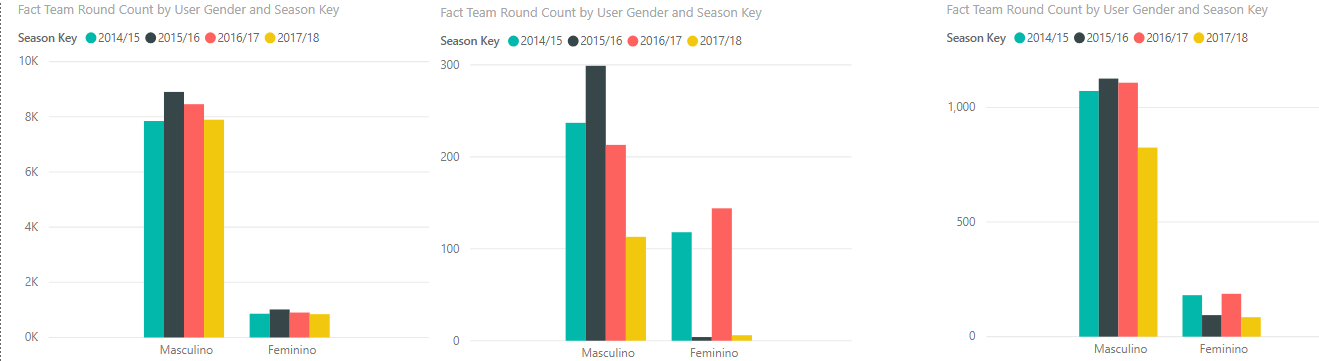 Fact Team Round Count by User Gender and Season Key
Season Key 2014/15 2015/16 2016/17 2017/18
10K
8K
6K
4K
2K
0K
Masculino Feminino
Fact Team Round Count by User Gender and Season Key
Season Key 2014/15 2015/16 2016/17 2017/18
300
200
100
0
Masculino Feminino
Fact Team Round Count by User Gender and Season Key
Season Key 2014/15 2015/16 2016/17 2017/18
1,000
500
0
Masculino Feminino